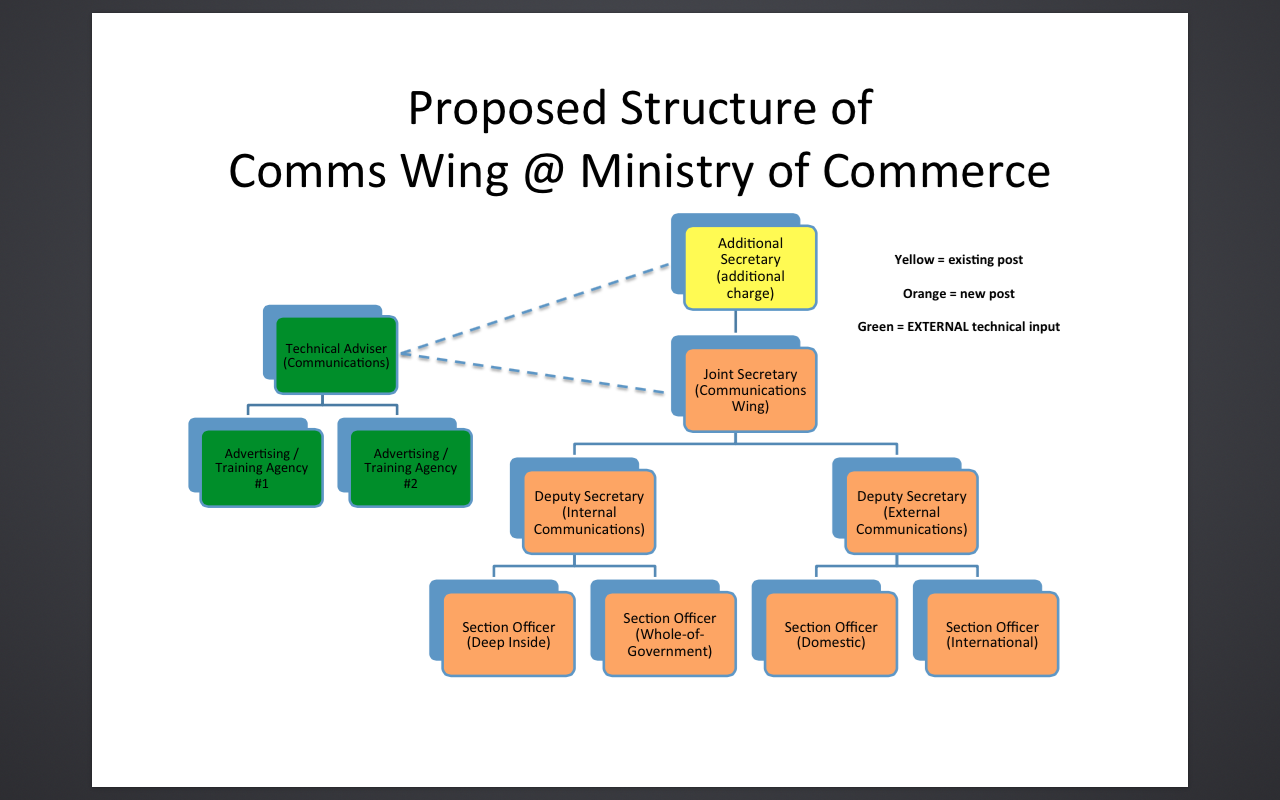 Proposed Structure of
Comms Wing @ Ministry of Commerce
Additional
Secretary
(additional
charge)
Yellow = existing post
Orange = new post
Green = EXTERNAL technical input
Technical Adviser
(Communications)
Joint Secretary
(Communications
Wing)
Advertising /
Training Agency
#1
Advertising /
Training Agency
#2
Deputy Secretary
(Internal
Communications)
Deputy Secretary
(External
Communications)
Section Officer
(Deep Inside)
Section Officer
(Whole-of-
Government)
Section Officer
(Domestic)
Section Officer
(International)